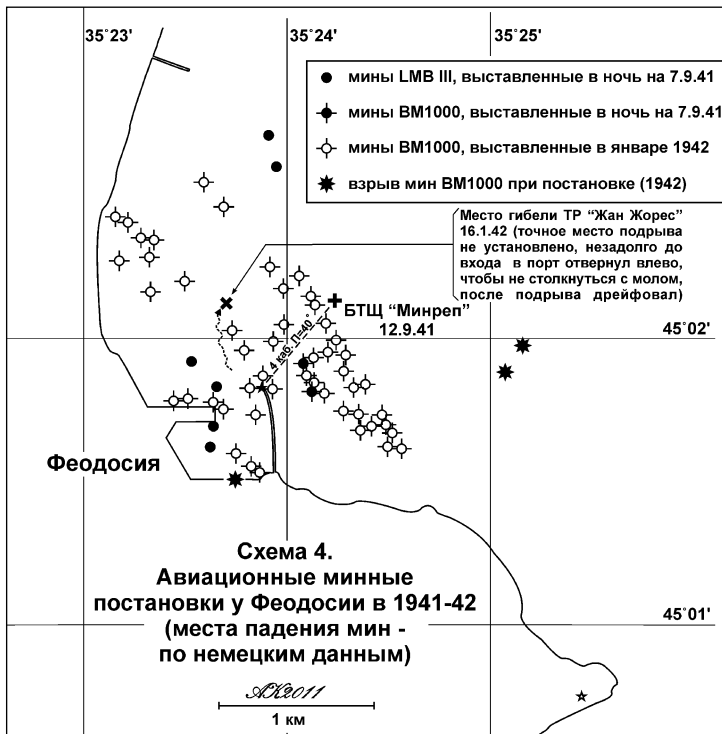 35°23'
35°24'
35°25'
мины LMB III, выставленные в ночь на 7.9.41
мины BM1000, выставленные в ночь на 7.9.41
мины BM1000, выставленные в январе 1942
взрыв мин BM1000 при постановке (1942)
Место гибели ТР “Жан Жорес”
16.1.42 (точное место подрыва
не установлено, незадолго до
входа в порт отвернул влево,
чтобы не столкнуться с молом,
после подрыва дрейфовал)
БТЩ “Минреп”
12.9.41
45°02'
4 каб. П=40°
Феодосия
Схема 4.
Авиационные минные
постановки у Феодосии в 1941-42
(места падения мин -
по немецким данным)
45°01'
АК2011
1 км